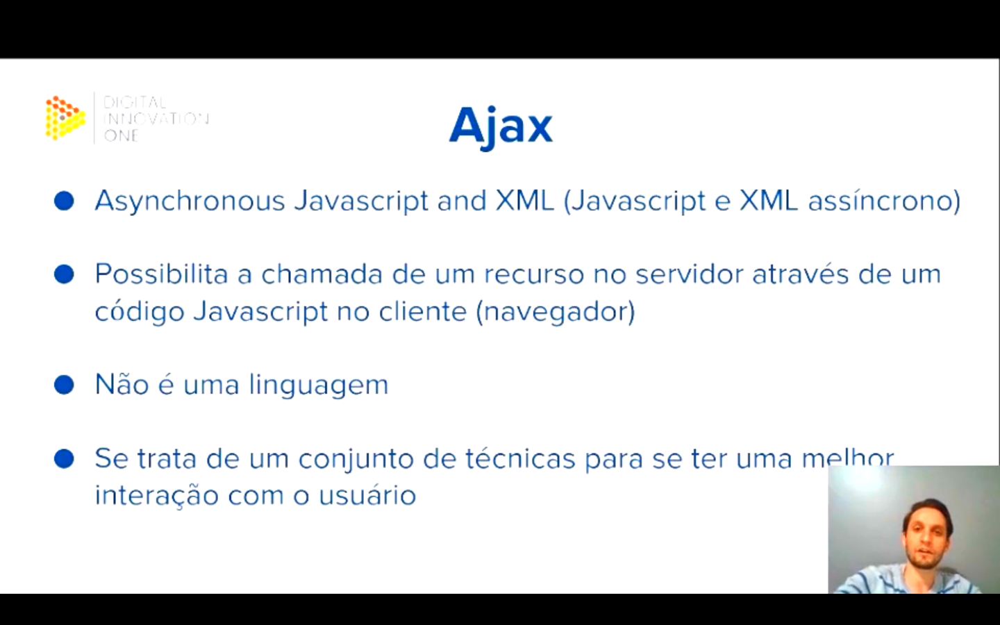 DIGITAL
INNOVATION
ONE
Ajax
Asynchronous Javascript and XML (Javascript e XML assíncrono)
Possibilita a chamada de um recurso no servidor através de um
código Javascript no cliente (navegador)
Não é uma linguagem
Se trata de um conjunto de técnicas para se ter uma melhor
interação com o usuário